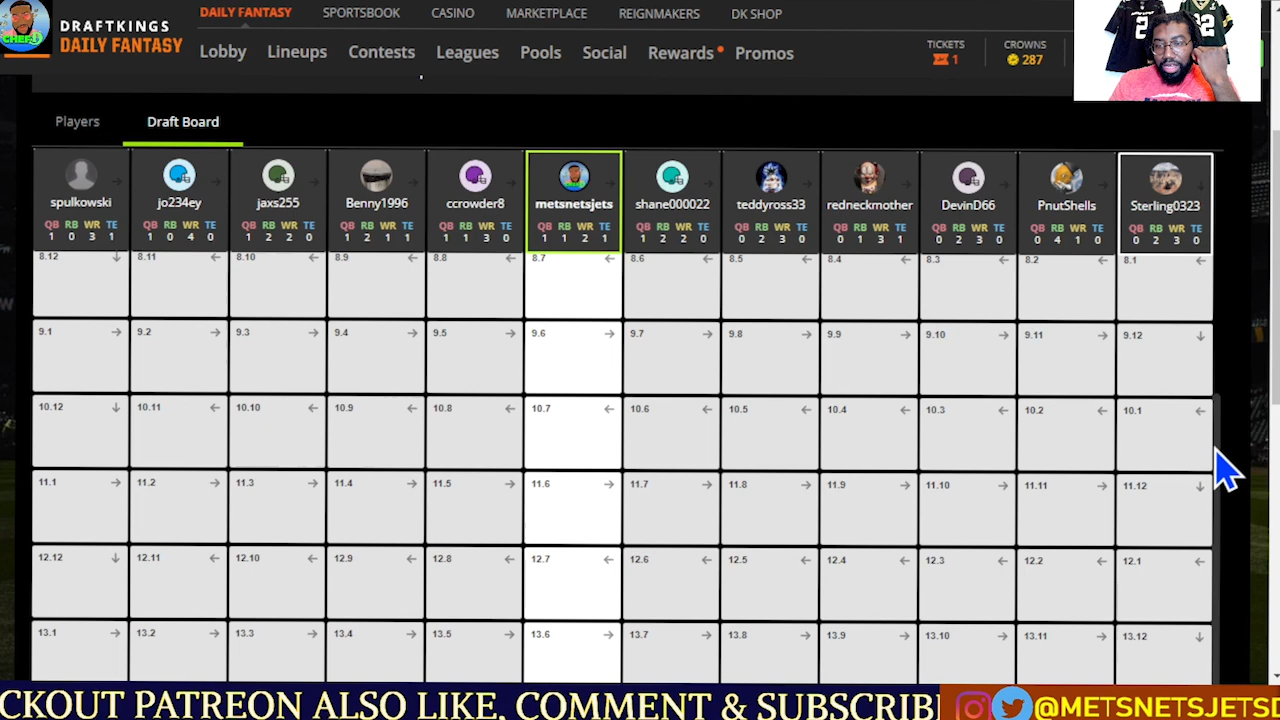 DAILY FANTASY SPORTSBOOK CASINO MARKETPLACE REIGNMAKERS DK SHOP
CHEF
DRAFTKINGS
DAILY FANTASY
Lobby Lineups Contests Leagues Pools Social Rewards Promos
TICKETS CROWNS
1 287
Players Draft Board
spulkowski jo234ey jaxs255 Benny1996 ccrowder8 metsnetsjets shane000022 teddyross33 redneckmother DevinD66 PnutShells Sterling0323
QB RB WR TE QB RB WR TE QB RB WR TE QB RB WR TE QB RB WR TE QB RB WR TE QB RB WR TE QB RB WR TE QB RB WR TE QB RB WR TE QB RB WR TE QB RB WR TE
1 0 3 1 1 0 4 0 1 2 2 0 1 2 1 1 1 1 3 0 1 1 2 1 1 2 2 0 0 2 3 0 0 1 3 1 0 2 3 0 0 4 1 0 0 2 3 0
8.12 8.11 8.10 8.9 8.8 8.7 8.6 8.5 8.4 8.3 8.2 8.1
9.1 9.2 9.3 9.4 9.5 9.6 9.7 9.8 9.9 9.10 9.11 9.12
10.12 10.11 10.10 10.9 10.8 10.7 10.6 10.5 10.4 10.3 10.2 10.1
11.1 11.2 11.3 11.4 11.5 11.6 11.7 11.8 11.9 11.10 11.11 11.12
12.12 12.11 12.10 12.9 12.8 12.7 12.6 12.5 12.4 12.3 12.2 12.1
13.1 13.2 13.3 13.4 13.5 13.6 13.7 13.8 13.9 13.10 13.11 13.12
CKOUT PATREON ALSO LIKE, COMMENT & SUBSCRIB
@METSNETSJETS